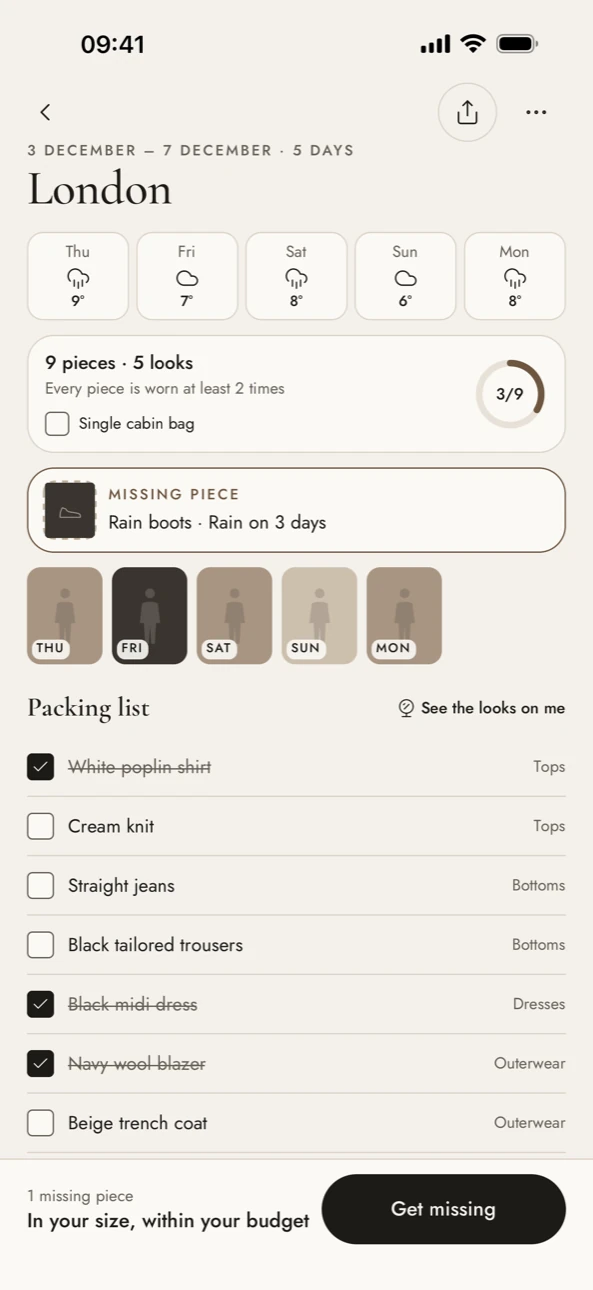 09:41
3 DECEMBER – 7 DECEMBER · 5 DAYS
London
Thu Fri Sat Sun Mon
9° 7° 8° 6° 8°
9 pieces · 5 looks
Every piece is worn at least 2 times
Single cabin bag
3/9
MISSING PIECE
Rain boots · Rain on 3 days
THU FRI SAT SUN MON
Packing list See the looks on me
White poplin shirt Tops
Cream knit Tops
Straight jeans Bottoms
Black tailored trousers Bottoms
Black midi dress Dresses
Navy wool blazer Outerwear
Beige trench coat Outerwear
1 missing piece
In your size, within your budget
Get missing